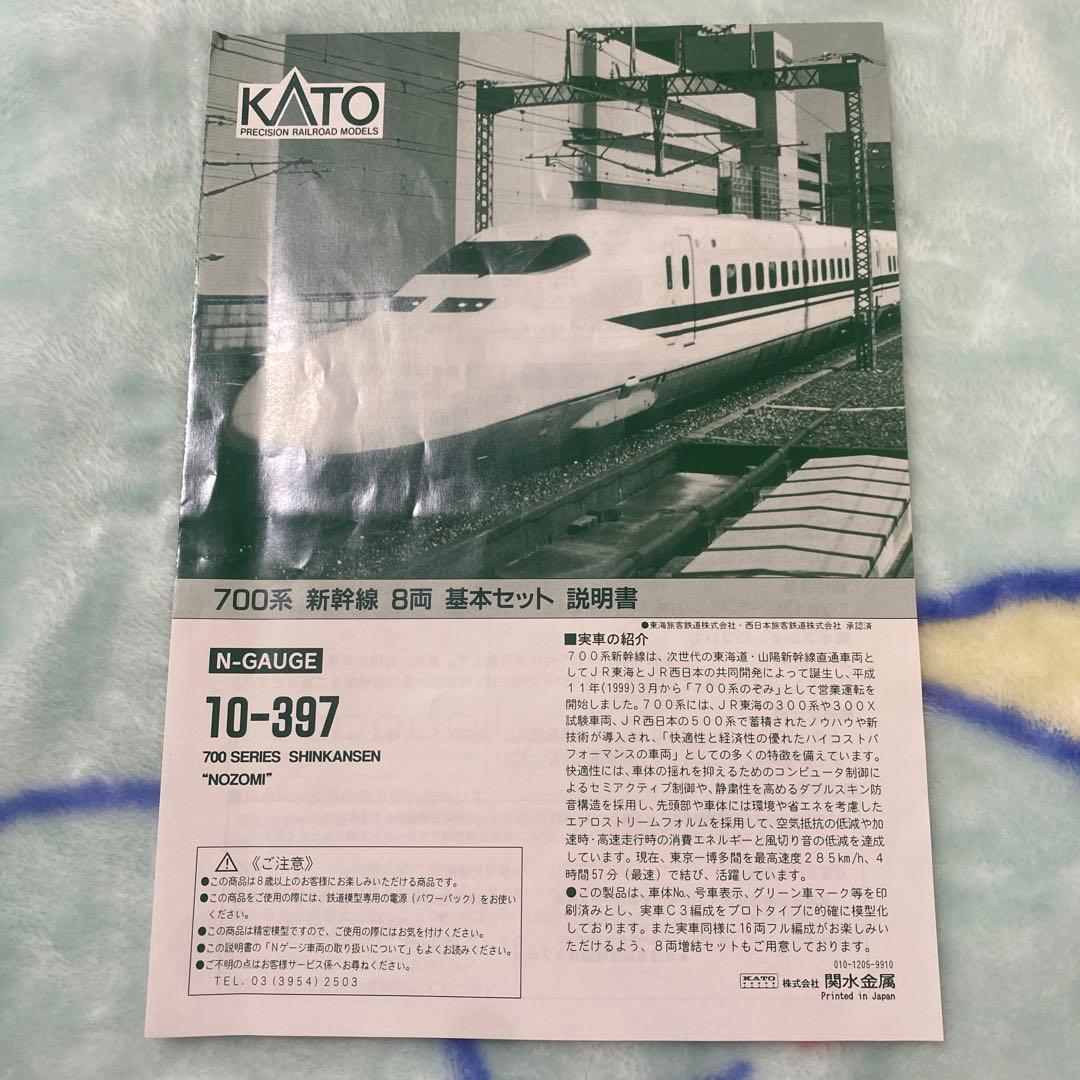 KATO
PRECISION RAILROAD MODELS
700系 新幹線 8両 基本セット 説明書
●東海旅客鉄道株式会社・西日本旅客鉄道株式会社 承認済
N-GAUGE
10-397
700 SERIES SHINKANSEN
“NOZOMI”
《ご注意》
●この商品は8歳以上のお客様にお楽しみいただける商品です。
●この商品をご使用の際には、鉄道模型専用の電源（パワーパック）をお使い
ください。
●この商品は精密模型ですので、ご使用の際にはお気を付けください。
●この説明書の「Nゲージ車両の取り扱いについて」もよくお読みください。
●ご不明の点はお客様サービス係へお尋ねください。
TEL. 03(3954)2503
■実車の紹介
700系新幹線は、次世代の東海道・山陽新幹線直通車両と
してJR東海とJR西日本の共同開発によって誕生し、平成
11年(1999)3月から「700系のぞみ」として営業運転を
開始しました。700系には、JR東海の300系や300X
試験車両、JR西日本の500系で蓄積されたノウハウや新
技術が導入され、「快適性と経済性の優れたハイコストパ
フォーマンスの車両」としての多くの特徴を備えています。
快適性には、車体の揺れを抑えるためのコンピュータ制御に
よるセミアクティブ制御や、静粛性を高めるダブルスキン防
音構造を採用し、先頭部や車体には環境や省エネを考慮した
エアロストリームフォルムを採用して、空気抵抗の低減や加
速時・高速走行時の消費エネルギーと風切り音の低減を達成
しています。現在、東京ー博多間を最高速度285km/h、4
時間57分（最速）で結び、活躍しています。
●この製品は、車体No.、号車表示、グリーン車マーク等を印
刷済みとし、実車C3編成をプロトタイプに的確に模型化
しております。また実車同様に16両フル編成がお楽しみい
ただけるよう、8両増結セットもご用意しております。
010-1205-9910
KATO 株式会社 関水金属
Printed in Japan